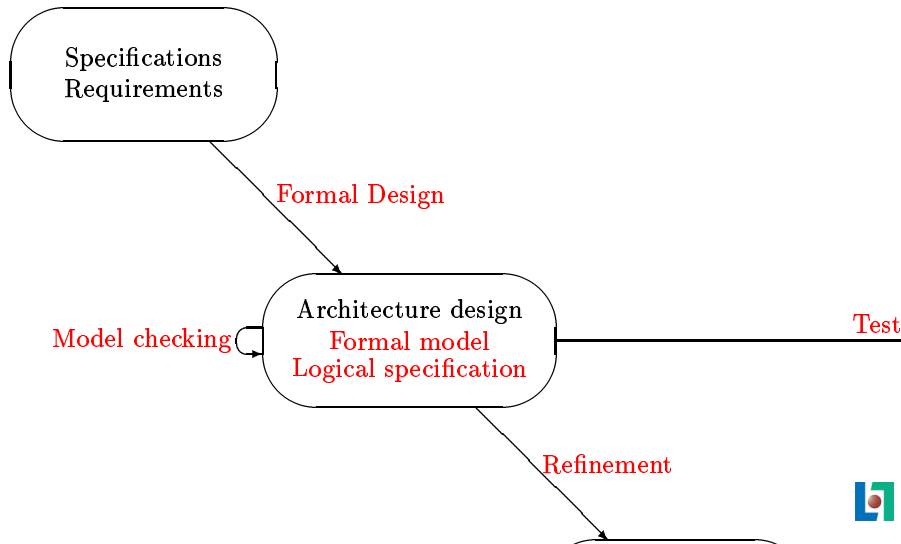 Specifications
Requirements
Formal Design
Architecture design
Formal model
Logical specification
Model checking
Test
Refinement